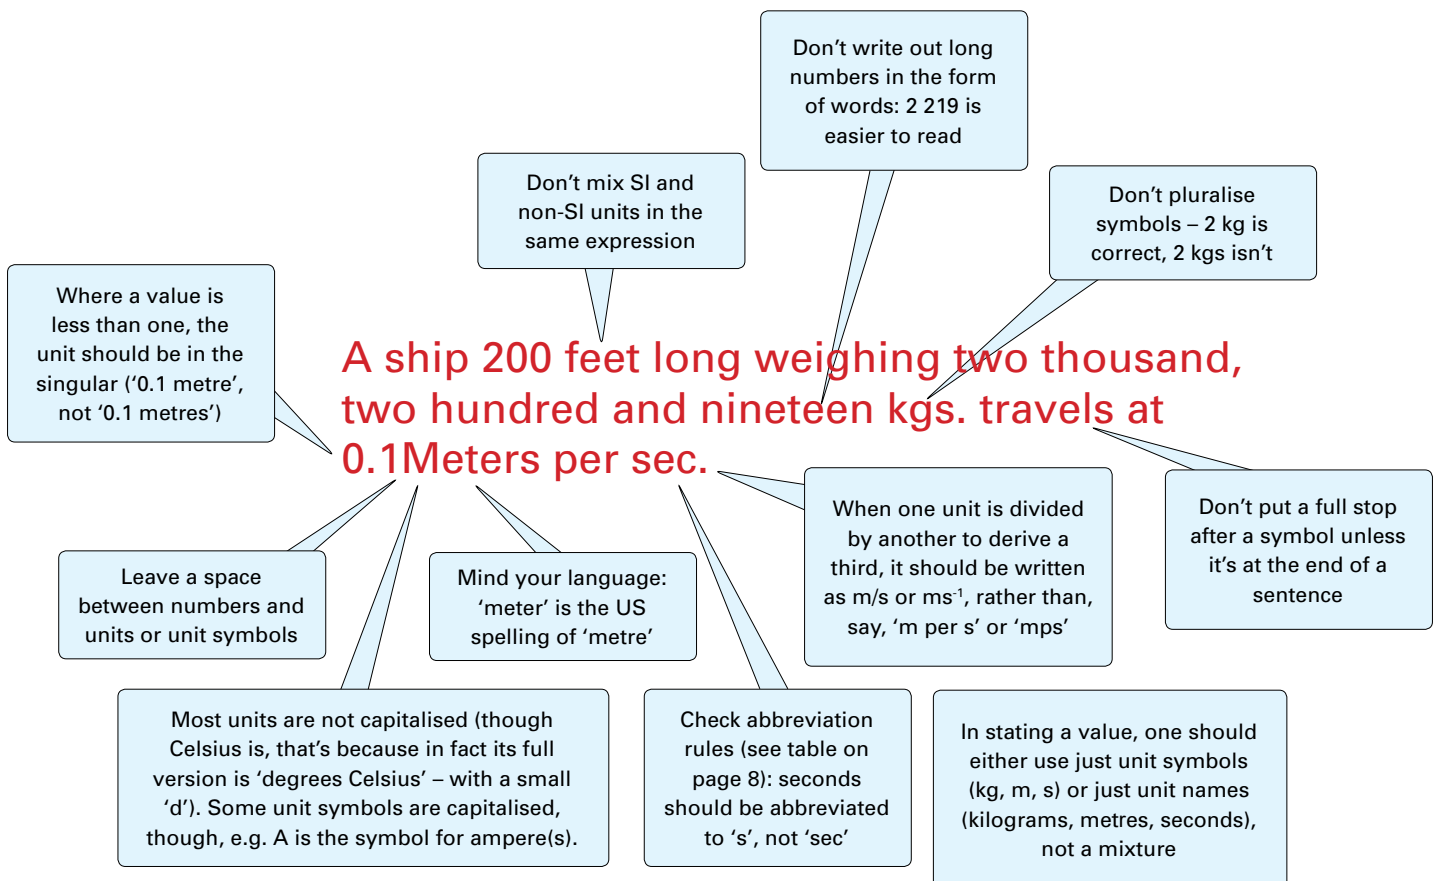 Don’t write out long
numbers in the form
of words: 2 219 is
easier to read
Don’t mix SI and
non-SI units in the
same expression
Don’t pluralise
symbols – 2 kg is
correct, 2 kgs isn’t
Where a value is
less than one, the
unit should be in the
singular (‘0.1 metre’,
not ‘0.1 metres’)
A ship 200 feet long weighing two thousand,
two hundred and nineteen kgs. travels at
0.1Meters per sec.
Leave a space
between numbers and
units or unit symbols
Mind your language:
‘meter’ is the US
spelling of ‘metre’
When one unit is divided
by another to derive a
third, it should be written
as m/s or ms⁻¹, rather than,
say, ‘m per s’ or ‘mps’
Don’t put a full stop
after a symbol unless
it’s at the end of a
sentence
Most units are not capitalised (though
Celsius is, that’s because in fact its full
version is ‘degrees Celsius’ – with a small
‘d’). Some unit symbols are capitalised,
though, e.g. A is the symbol for ampere(s).
Check abbreviation
rules (see table on
page 8): seconds
should be abbreviated
to ‘s’, not ‘sec’
In stating a value, one should
either use just unit symbols
(kg, m, s) or just unit names
(kilograms, metres, seconds),
not a mixture